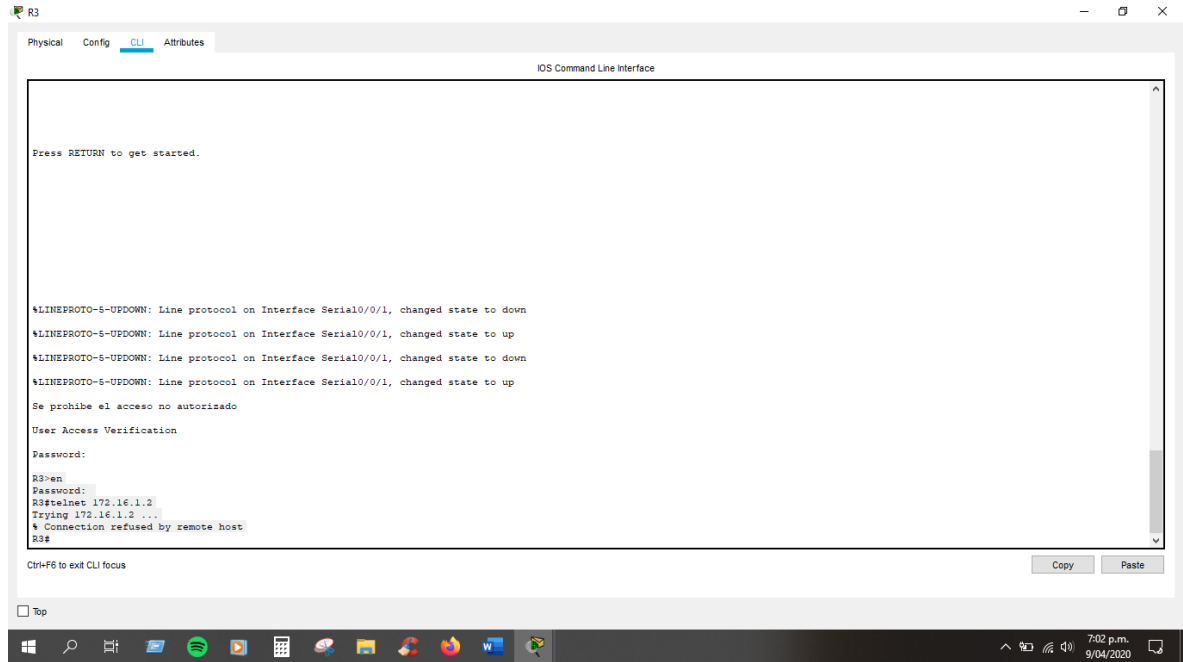 R3
Physical Config CLI Attributes
IOS Command Line Interface
Press RETURN to get started.
%LINEPROTO-5-UPDOWN: Line protocol on Interface Serial0/0/1, changed state to down
%LINEPROTO-5-UPDOWN: Line protocol on Interface Serial0/0/1, changed state to up
%LINEPROTO-5-UPDOWN: Line protocol on Interface Serial0/0/1, changed state to down
%LINEPROTO-5-UPDOWN: Line protocol on Interface Serial0/0/1, changed state to up
Se prohibe el acceso no autorizado
User Access Verification
Password:
R3>en
Password:
R3#telnet 172.16.1.2
Trying 172.16.1.2 ...
% Connection refused by remote host
R3#
Ctrl+F6 to exit CLI focus
Copy Paste
Top
7:02 p.m.
9/04/2020